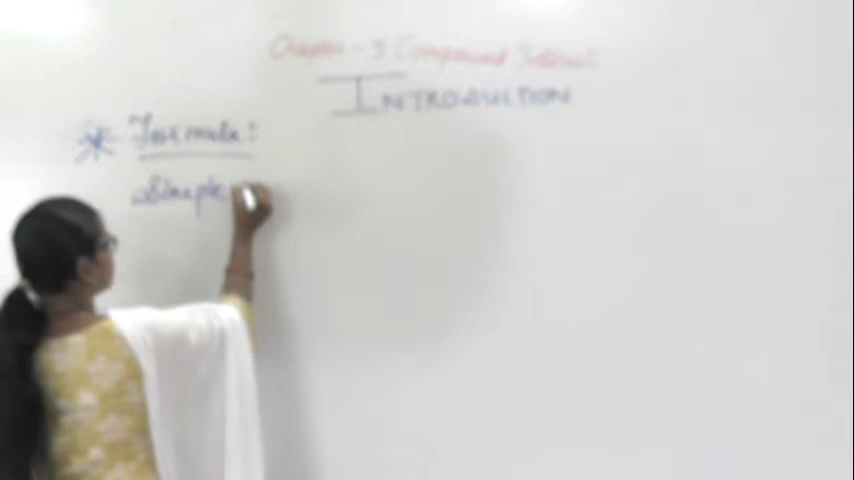 Chapter - 5 Compound Interest
INTRODUCTION
Formula:
Simple